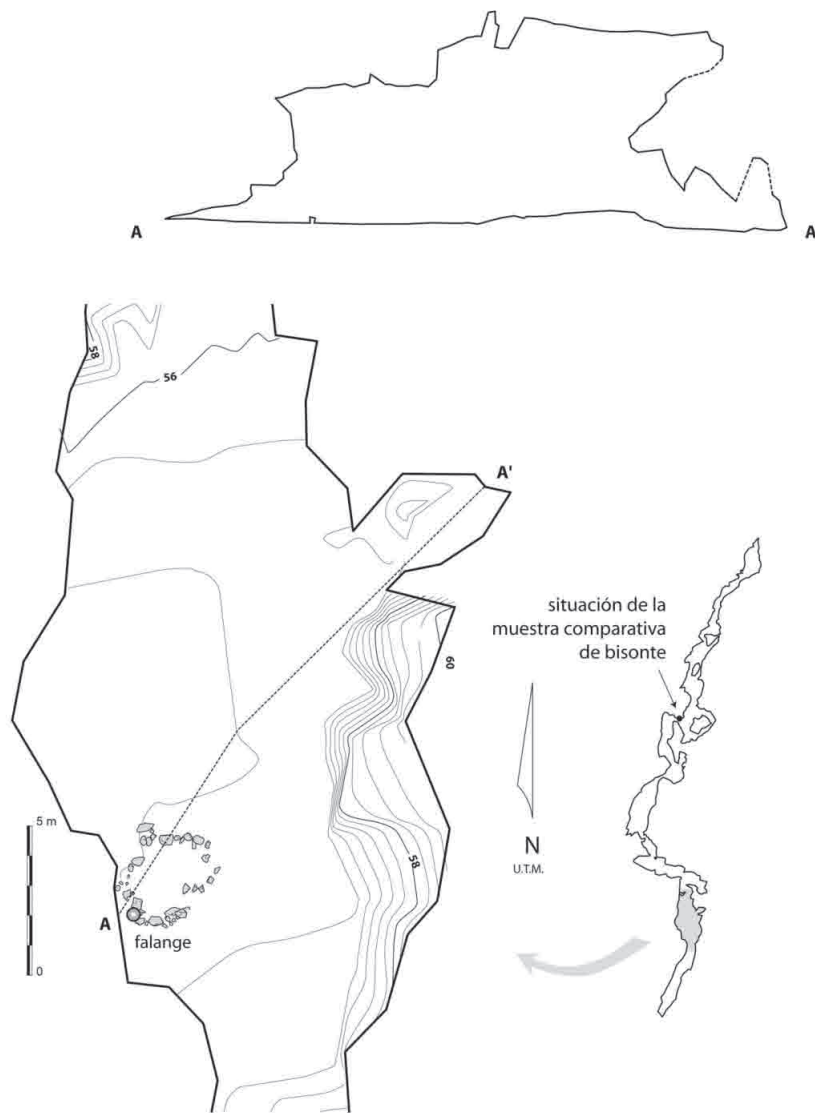 A
A
58
56
A'
situación de la
muestra comparativa
de bisonte
60
5 m
N
U.T.M.
58
A
falange
0